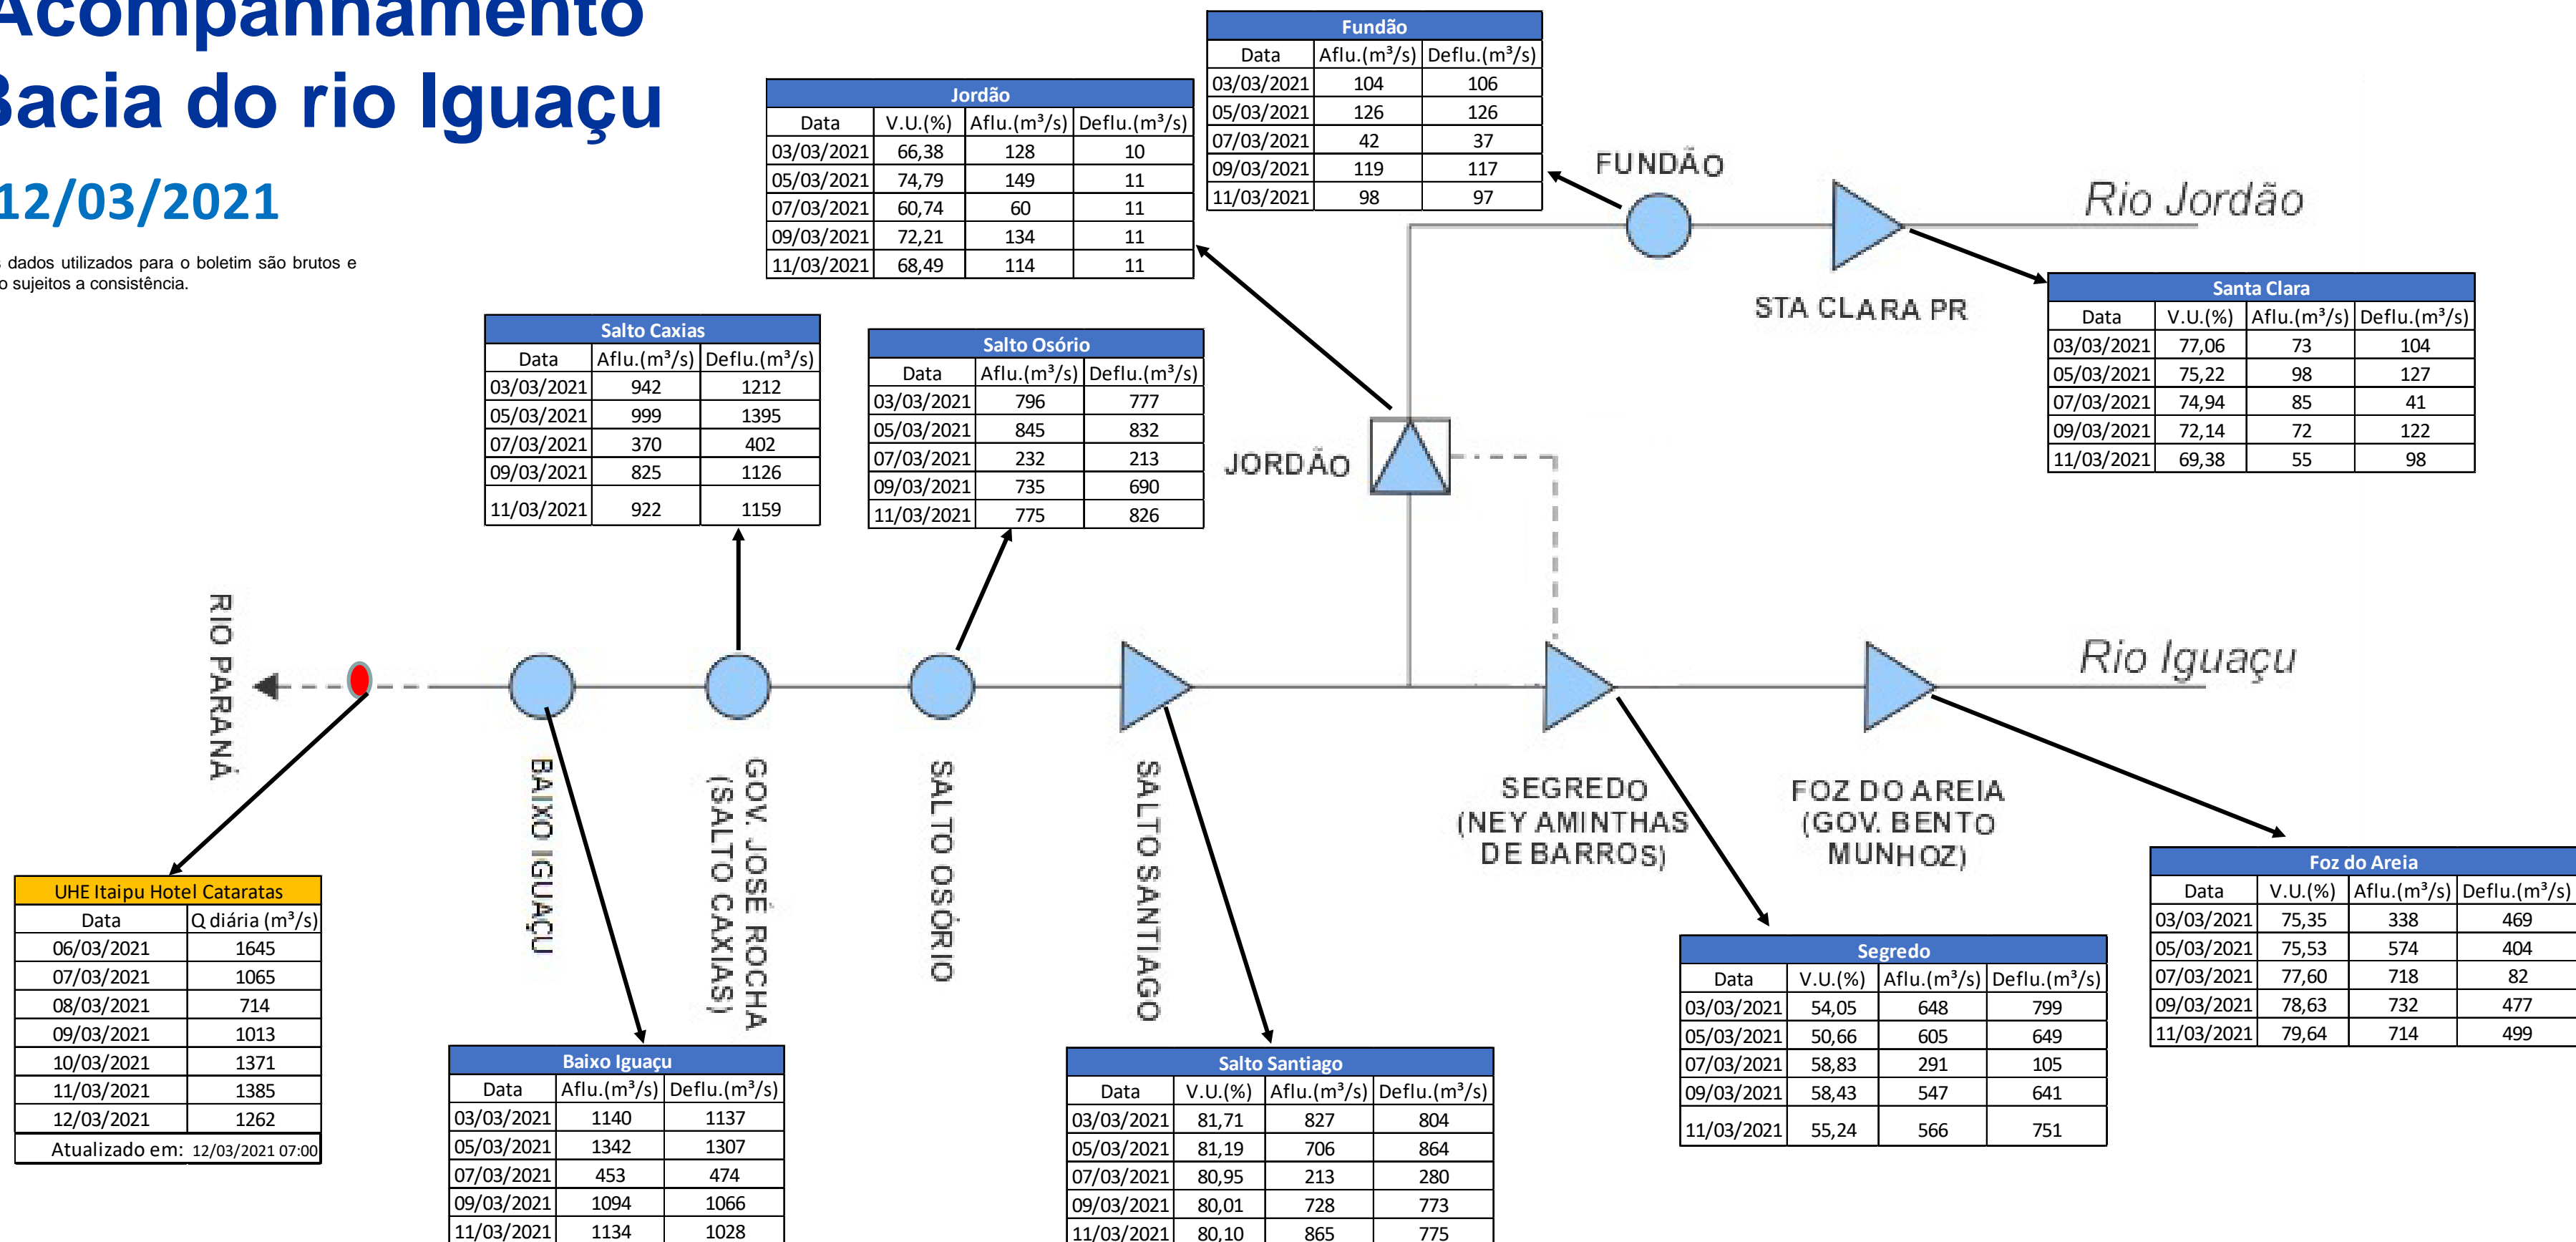 Acompanhamento
Bacia do rio Iguaçu
12/03/2021
dados utilizados para o boletim são brutos e
sujeitos a consistência.
Fundão
Data Aflu.(m³/s) Deflu.(m³/s)
03/03/2021 104 106
05/03/2021 126 126
07/03/2021 42 37
09/03/2021 119 117
11/03/2021 98 97
Jordão
Data V.U.(%) Aflu.(m³/s) Deflu.(m³/s)
03/03/2021 66,38 128 10
05/03/2021 74,79 149 11
07/03/2021 60,74 60 11
09/03/2021 72,21 134 11
11/03/2021 68,49 114 11
FUNDÃO
Rio Jordão
STA CLARA PR
Santa Clara
Data V.U.(%) Aflu.(m³/s) Deflu.(m³/s)
03/03/2021 77,06 73 104
05/03/2021 75,22 98 127
07/03/2021 74,94 85 41
09/03/2021 72,14 72 122
11/03/2021 69,38 55 98
Salto Caxias
Data Aflu.(m³/s) Deflu.(m³/s)
03/03/2021 942 1212
05/03/2021 999 1395
07/03/2021 370 402
09/03/2021 825 1126
11/03/2021 922 1159
Salto Osório
Data Aflu.(m³/s) Deflu.(m³/s)
03/03/2021 796 777
05/03/2021 845 832
07/03/2021 232 213
09/03/2021 735 690
11/03/2021 775 826
JORDÃO
RIO PARANÁ
Rio Iguaçu
BAIXO IGUAÇU
GOV. JOSÉ ROCHA
(SALTO CAXIAS)
SALTO OSÓRIO
SALTO SANTIAGO
SEGREDO
(NEY AMINTHAS
DE BARROS)
FOZ DO AREIA
(GOV. BENTO
MUNHOZ)
UHE Itaipu Hotel Cataratas
Data Q diária (m³/s)
06/03/2021 1645
07/03/2021 1065
08/03/2021 714
09/03/2021 1013
10/03/2021 1371
11/03/2021 1385
12/03/2021 1262
Atualizado em: 12/03/2021 07:00
Baixo Iguaçu
Data Aflu.(m³/s) Deflu.(m³/s)
03/03/2021 1140 1137
05/03/2021 1342 1307
07/03/2021 453 474
09/03/2021 1094 1066
11/03/2021 1134 1028
Salto Santiago
Data V.U.(%) Aflu.(m³/s) Deflu.(m³/s)
03/03/2021 81,71 827 804
05/03/2021 81,19 706 864
07/03/2021 80,95 213 280
09/03/2021 80,01 728 773
11/03/2021 80,10 865 775
Segredo
Data V.U.(%) Aflu.(m³/s) Deflu.(m³/s)
03/03/2021 54,05 648 799
05/03/2021 50,66 605 649
07/03/2021 58,83 291 105
09/03/2021 58,43 547 641
11/03/2021 55,24 566 751
Foz do Areia
Data V.U.(%) Aflu.(m³/s) Deflu.(m³/s)
03/03/2021 75,35 338 469
05/03/2021 75,53 574 404
07/03/2021 77,60 718 82
09/03/2021 78,63 732 477
11/03/2021 79,64 714 499